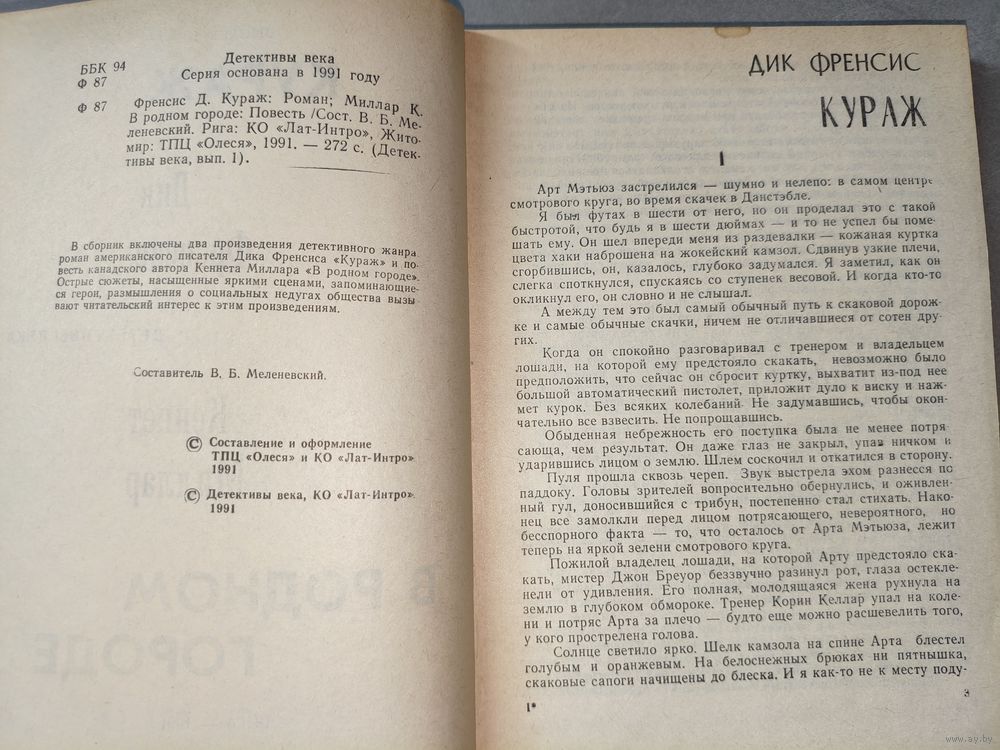 ББК 94
Ф 87
Детективы века
Серия основана в 1991 году
Ф 87
Френсис Д. Кураж: Роман; Миллар К.
В родном городе: Повесть /Сост. В. Б. Ме-
леневский. Рига: КО «Лат-Интро», Жито-
мир: ТПЦ «Олеся», 1991. — 272 с. (Детек-
тивы века, вып. 1).
В сборник включены два произведения детективного жанра
роман американского писателя Дика Френсиса «Кураж» и по-
весть канадского автора Кеннета Миллара «В родном городе».
Острые сюжеты, насыщенные яркими сценами, запоминающие-
ся герои, размышления о социальных недугах общества вызы-
вают читательский интерес к этим произведениям.
Составитель В. Б. Меленевский.
© Составление и оформление
ТПЦ «Олеся» и КО «Лат-Интро»
1991
© Детективы века, КО «Лат-Интро»
1991
ДИК ФРЕНСИС
КУРАЖ
I
Арт Мэтьюз застрелился — шумно и нелепо: в самом центре
смотрового круга, во время скачек в Данстэбле.
Я был футах в шести от него, но он проделал это с такой
быстротой, что будь я в шести дюймах — и то не успел бы поме-
шать ему. Он шел впереди меня из раздевалки — кожаная куртка
цвета хаки наброшена на жокейский камзол. Сдвинув узкие плечи,
сгорбившись, он, казалось, глубоко задумался. Я заметил, как он
слегка споткнулся, спускаясь со ступенек весовой. И когда кто-то
окликнул его, он словно и не слышал.
А между тем это был самый обычный путь к скаковой дорож-
ке и самые обычные скачки, ничем не отличавшиеся от сотен дру-
гих.
Когда он спокойно разговаривал с тренером и владельцем
лошади, на которой ему предстояло скакать, невозможно было
предположить, что сейчас он сбросит куртку, выхватит из-под нее
большой автоматический пистолет, приложит дуло к виску и наж-
мет курок. Без всяких колебаний. Не задумавшись, чтобы окон-
чательно все взвесить. Не попрощавшись.
Обыденная небрежность его поступка была не менее потря-
сающа, чем результат. Он даже глаз не закрыл, упав ничком и
ударившись лицом о землю. Шлем соскочил и откатился в сторону.
Пуля прошла сквозь череп. Звук выстрела эхом разнесся по
паддоку. Головы зрителей вопросительно обернулись, и оживлен-
ный гул, доносившийся с трибун, постепенно стал стихать. Нако-
нец все замолкли перед лицом потрясающего, невероятного, но
бесспорного факта — то, что осталось от Арта Мэтьюза, лежит
теперь на яркой зелени смотрового круга.
Пожилой владелец лошади, на которой Арту предстояло ска-
кать, мистер Джон Бреуор беззвучно разинул рот, глаза остекле-
нели от удивления. Его полная, молодящаяся жена рухнула на
землю в глубоком обмороке. Тренер Корин Келлар упал на коле-
ни и потряс Арта за плечо — будто еще можно расшевелить того,
у кого прострелена голова.
Солнце светило ярко. Шелк камзола на спине Арта блестел
голубым и оранжевым. На белоснежных брюках ни пятнышка,
скаковые сапоги начищены до блеска. И я как-то не к месту поду-
1*
3
www.ay.by